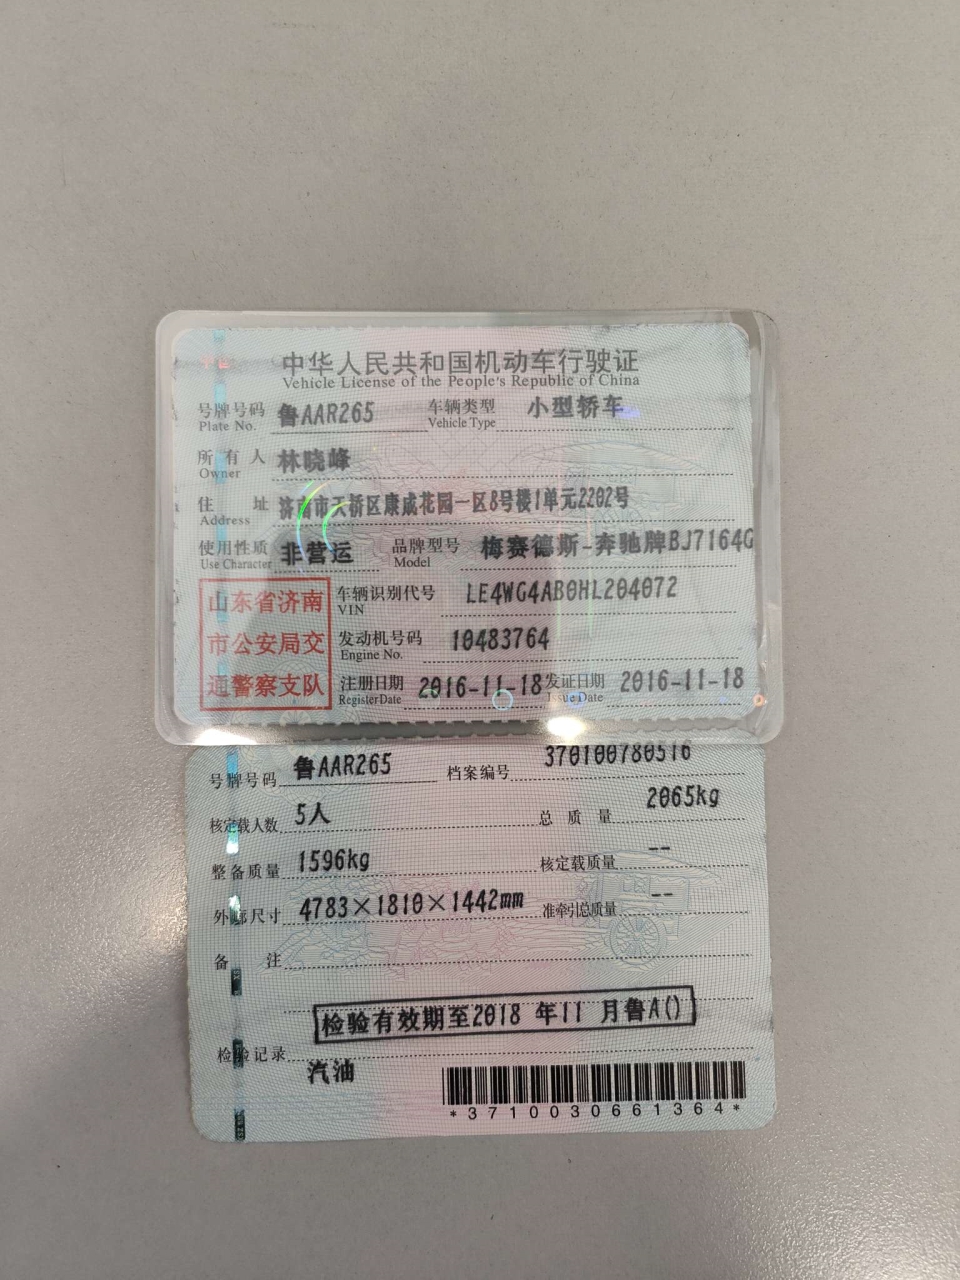 中华人民共和国机动车行驶证
Vehicle License of the People's Republic of China
号牌号码 鲁AAR265 车辆类型 小型轿车
Plate No. Vehicle Type
所有人 林晓峰
Owner
住址 济南市天桥区康成花园一区8号楼1单元2202号
Address
使用性质 非营运 品牌型号 梅赛德斯-奔驰牌BJ7164G
Use Character Model
山东省济南
市公安局交
通警察支队
车辆识别代号 LE4WG4AB0HL204072
VIN
发动机号码 10483764
Engine No.
注册日期 2016-11-18 发证日期 2016-11-18
Register Date Issue Date
号牌号码 鲁AAR265 档案编号 370100780516
核定载人数 5人 总质量 2065kg
整备质量 1596kg 核定载质量 --
外廓尺寸 4783×1810×1442mm 准牵引总质量 --
备注
检验有效期至2018 年11 月鲁A()
检验记录
汽油
*3710030661364*